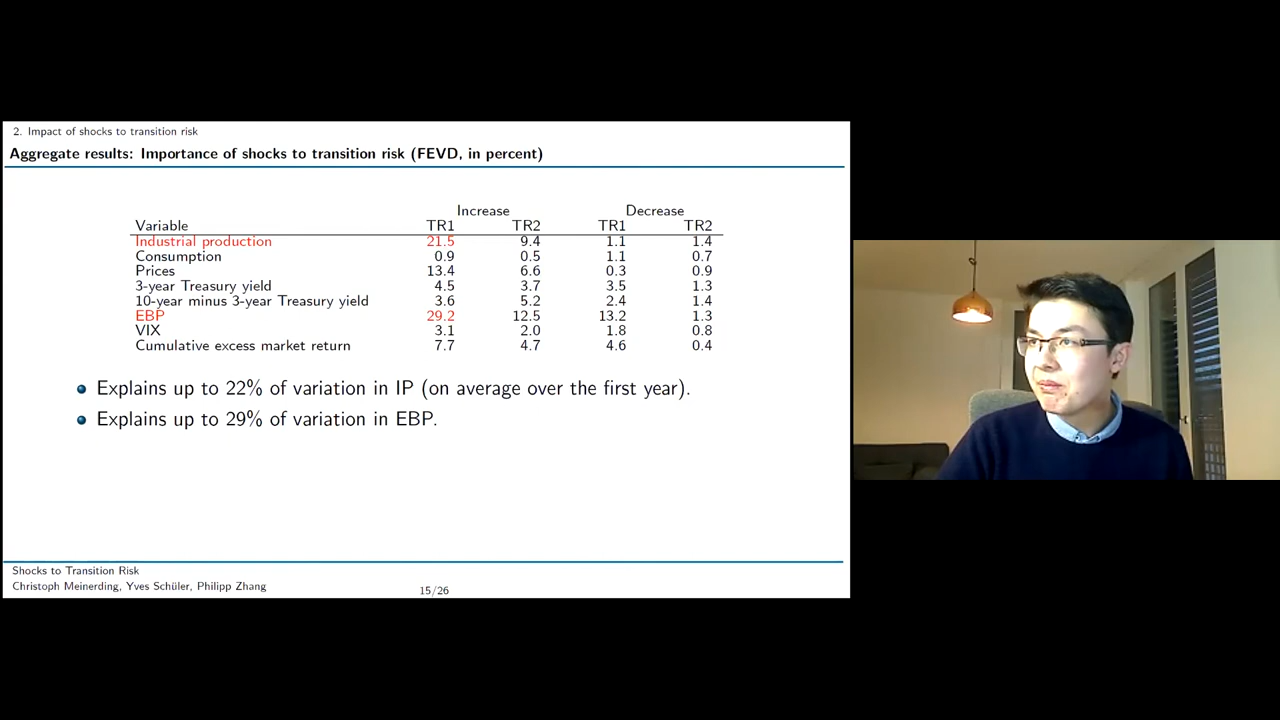 2. Impact of shocks to transition risk
Aggregate results: Importance of shocks to transition risk (FEVD, in percent)
Increase Decrease
Variable TR1 TR2 TR1 TR2
Industrial production 21.5 9.4 1.1 1.4
Consumption 0.9 0.5 1.1 0.7
Prices 13.4 6.6 0.3 0.9
3-year Treasury yield 4.5 3.7 3.5 1.3
10-year minus 3-year Treasury yield 3.6 5.2 2.4 1.4
EBP 29.2 12.5 13.2 1.3
VIX 3.1 2.0 1.8 0.8
Cumulative excess market return 7.7 4.7 4.6 0.4
Explains up to 22% of variation in IP (on average over the first year).
Explains up to 29% of variation in EBP.
Shocks to Transition Risk
Christoph Meinerding, Yves Schüler, Philipp Zhang
15/26